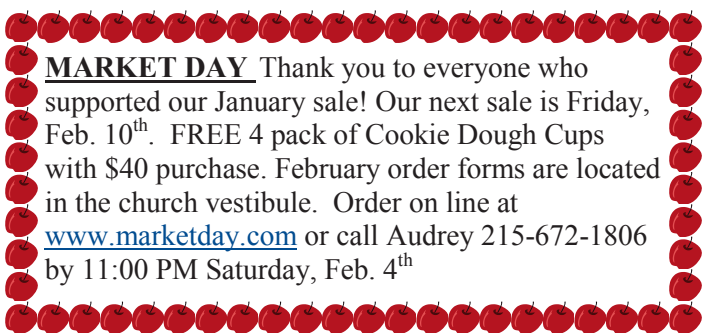 MARKET DAY Thank you to everyone who
supported our January sale! Our next sale is Friday,
Feb. 10th.  FREE 4 pack of Cookie Dough Cups
with $40 purchase. February order forms are located
in the church vestibule.  Order on line at
www.marketday.com or call Audrey 215-672-1806
by 11:00 PM Saturday, Feb. 4th